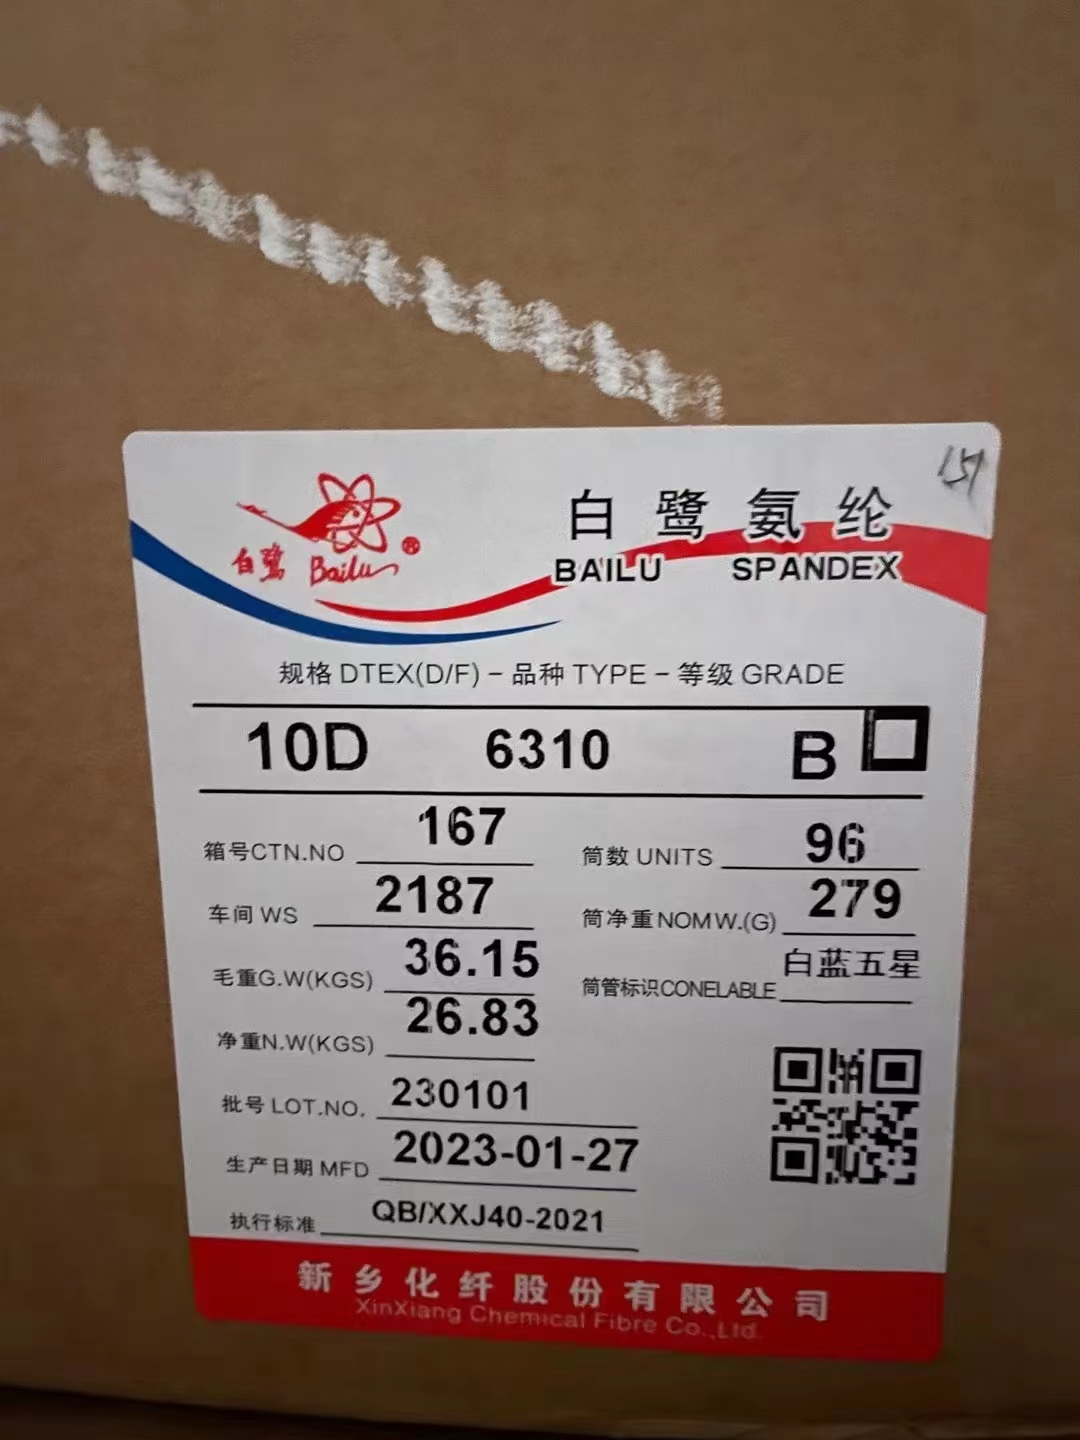 151
白鹭 Bailu ®
白鹭氨纶
BAILU SPANDEX
规格 DTEX(D/F) - 品种 TYPE - 等级 GRADE
10D 6310 B
箱号CTN.NO 167 筒数 UNITS 96
车间 WS 2187 筒净重NOMW.(G) 279
毛重G.W(KGS) 36.15 筒管标识CONELABLE 白蓝五星
净重N.W(KGS) 26.83
批号 LOT.NO. 230101
生产日期 MFD 2023-01-27
执行标准 QB/XXJ40-2021
新乡化纤股份有限公司
XinXiang Chemical Fibre Co.,Ltd.